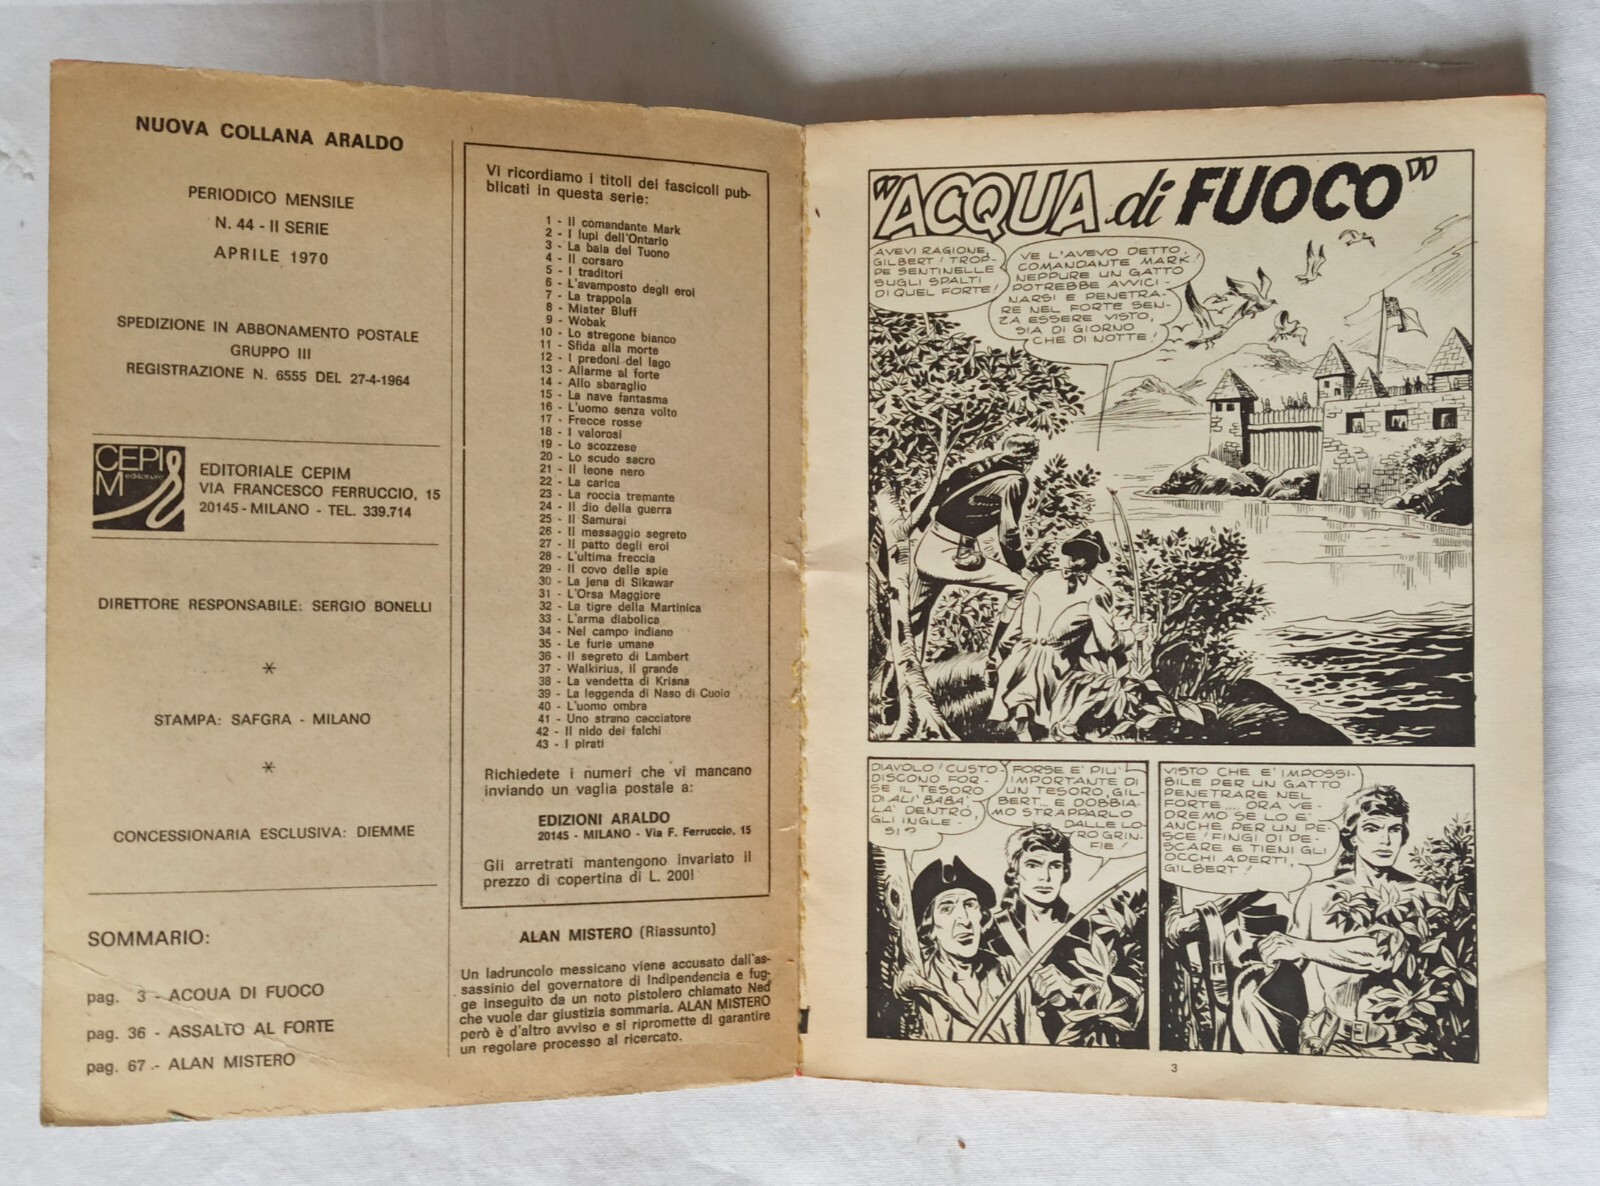 NUOVA COLLANA ARALDO
PERIODICO MENSILE
N. 44 - II SERIE
APRILE 1970
SPEDIZIONE IN ABBONAMENTO POSTALE
GRUPPO III
REGISTRAZIONE N. 6555 DEL 27-4-1964
CEPI
M editoriale
EDITORIALE CEPIM
VIA FRANCESCO FERRUCCIO, 15
20145 - MILANO - TEL. 339.714
DIRETTORE RESPONSABILE: SERGIO BONELLI
*
STAMPA: SAFGRA - MILANO
*
CONCESSIONARIA ESCLUSIVA: DIEMME
SOMMARIO:
pag. 3 - ACQUA DI FUOCO
pag. 36 - ASSALTO AL FORTE
pag. 67 - ALAN MISTERO
Vi ricordiamo i titoli dei fascicoli pub-
blicati in questa serie:
1 - Il comandante Mark
2 - I lupi dell'Ontario
3 - La baia del Tuono
4 - Il corsaro
5 - I traditori
6 - L'avamposto degli eroi
7 - La trappola
8 - Mister Bluff
9 - Wobak
10 - Lo stregone bianco
11 - Sfida alla morte
12 - I predoni del lago
13 - Allarme al forte
14 - Allo sbaraglio
15 - La nave fantasma
16 - L'uomo senza volto
17 - Frecce rosse
18 - I valorosi
19 - Lo scozzese
20 - Lo scudo sacro
21 - Il leone nero
22 - La carica
23 - La roccia tremante
24 - Il dio della guerra
25 - Il Samurai
26 - Il messaggio segreto
27 - Il patto degli eroi
28 - L'ultima freccia
29 - Il covo delle spie
30 - La jena di Sikawar
31 - L'Orsa Maggiore
32 - La tigre della Martinica
33 - L'arma diabolica
34 - Nel campo indiano
35 - Le furie umane
36 - Il segreto di Lambert
37 - Walkirius, il grande
38 - La vendetta di Krisna
39 - La leggenda di Naso di Cuoio
40 - L'uomo ombra
41 - Uno strano cacciatore
42 - Il nido dei falchi
43 - I pirati
Richiedete i numeri che vi mancano
inviando un vaglia postale a:
EDIZIONI ARALDO
20145 - MILANO - Via F. Ferruccio, 15
Gli arretrati mantengono invariato il
prezzo di copertina di L. 200!
ALAN MISTERO (Riassunto)
Un ladruncolo messicano viene accusato dall'as-
sassinio del governatore di Indipendencia e fug-
ge inseguito da un noto pistolero chiamato Ned
che vuole dar giustizia sommaria. ALAN MISTERO
però è d'altro avviso e si ripromette di garantire
un regolare processo al ricercato.
"ACQUA di FUOCO"
AVEVI RAGIONE,
GILBERT! TROP-
PE SENTINELLE
SUGLI SPALTI
DI QUEL FORTE!
VE L'AVEVO DETTO,
COMANDANTE MARK!
NEPPURE UN GATTO
POTREBBE AVVICI-
NARSI E PENETRA-
RE NEL FORTE SEN-
ZA ESSERE VISTO,
SIA DI GIORNO
CHE DI NOTTE!
DIAVOLO! CUSTO-
DISCONO FOR-
SE IL TESORO
DI ALI' BABA'
LA' DENTRO,
GLI INGLE-
SI?
FORSE E' PIU'
IMPORTANTE DI
UN TESORO, GIL-
BERT... E DOBBIA-
MO STRAPPARLO
DALLE LO-
RO GRIN-
FIE!
VISTO CHE E' IMPOSSI-
BILE PER UN GATTO
PENETRARE NEL
FORTE.... ORA VE-
DREMO SE LO E'
ANCHE PER UN PE-
SCE! FINGI DI PE-
SCARE E TIENI GLI
OCCHI APERTI,
GILBERT!
3